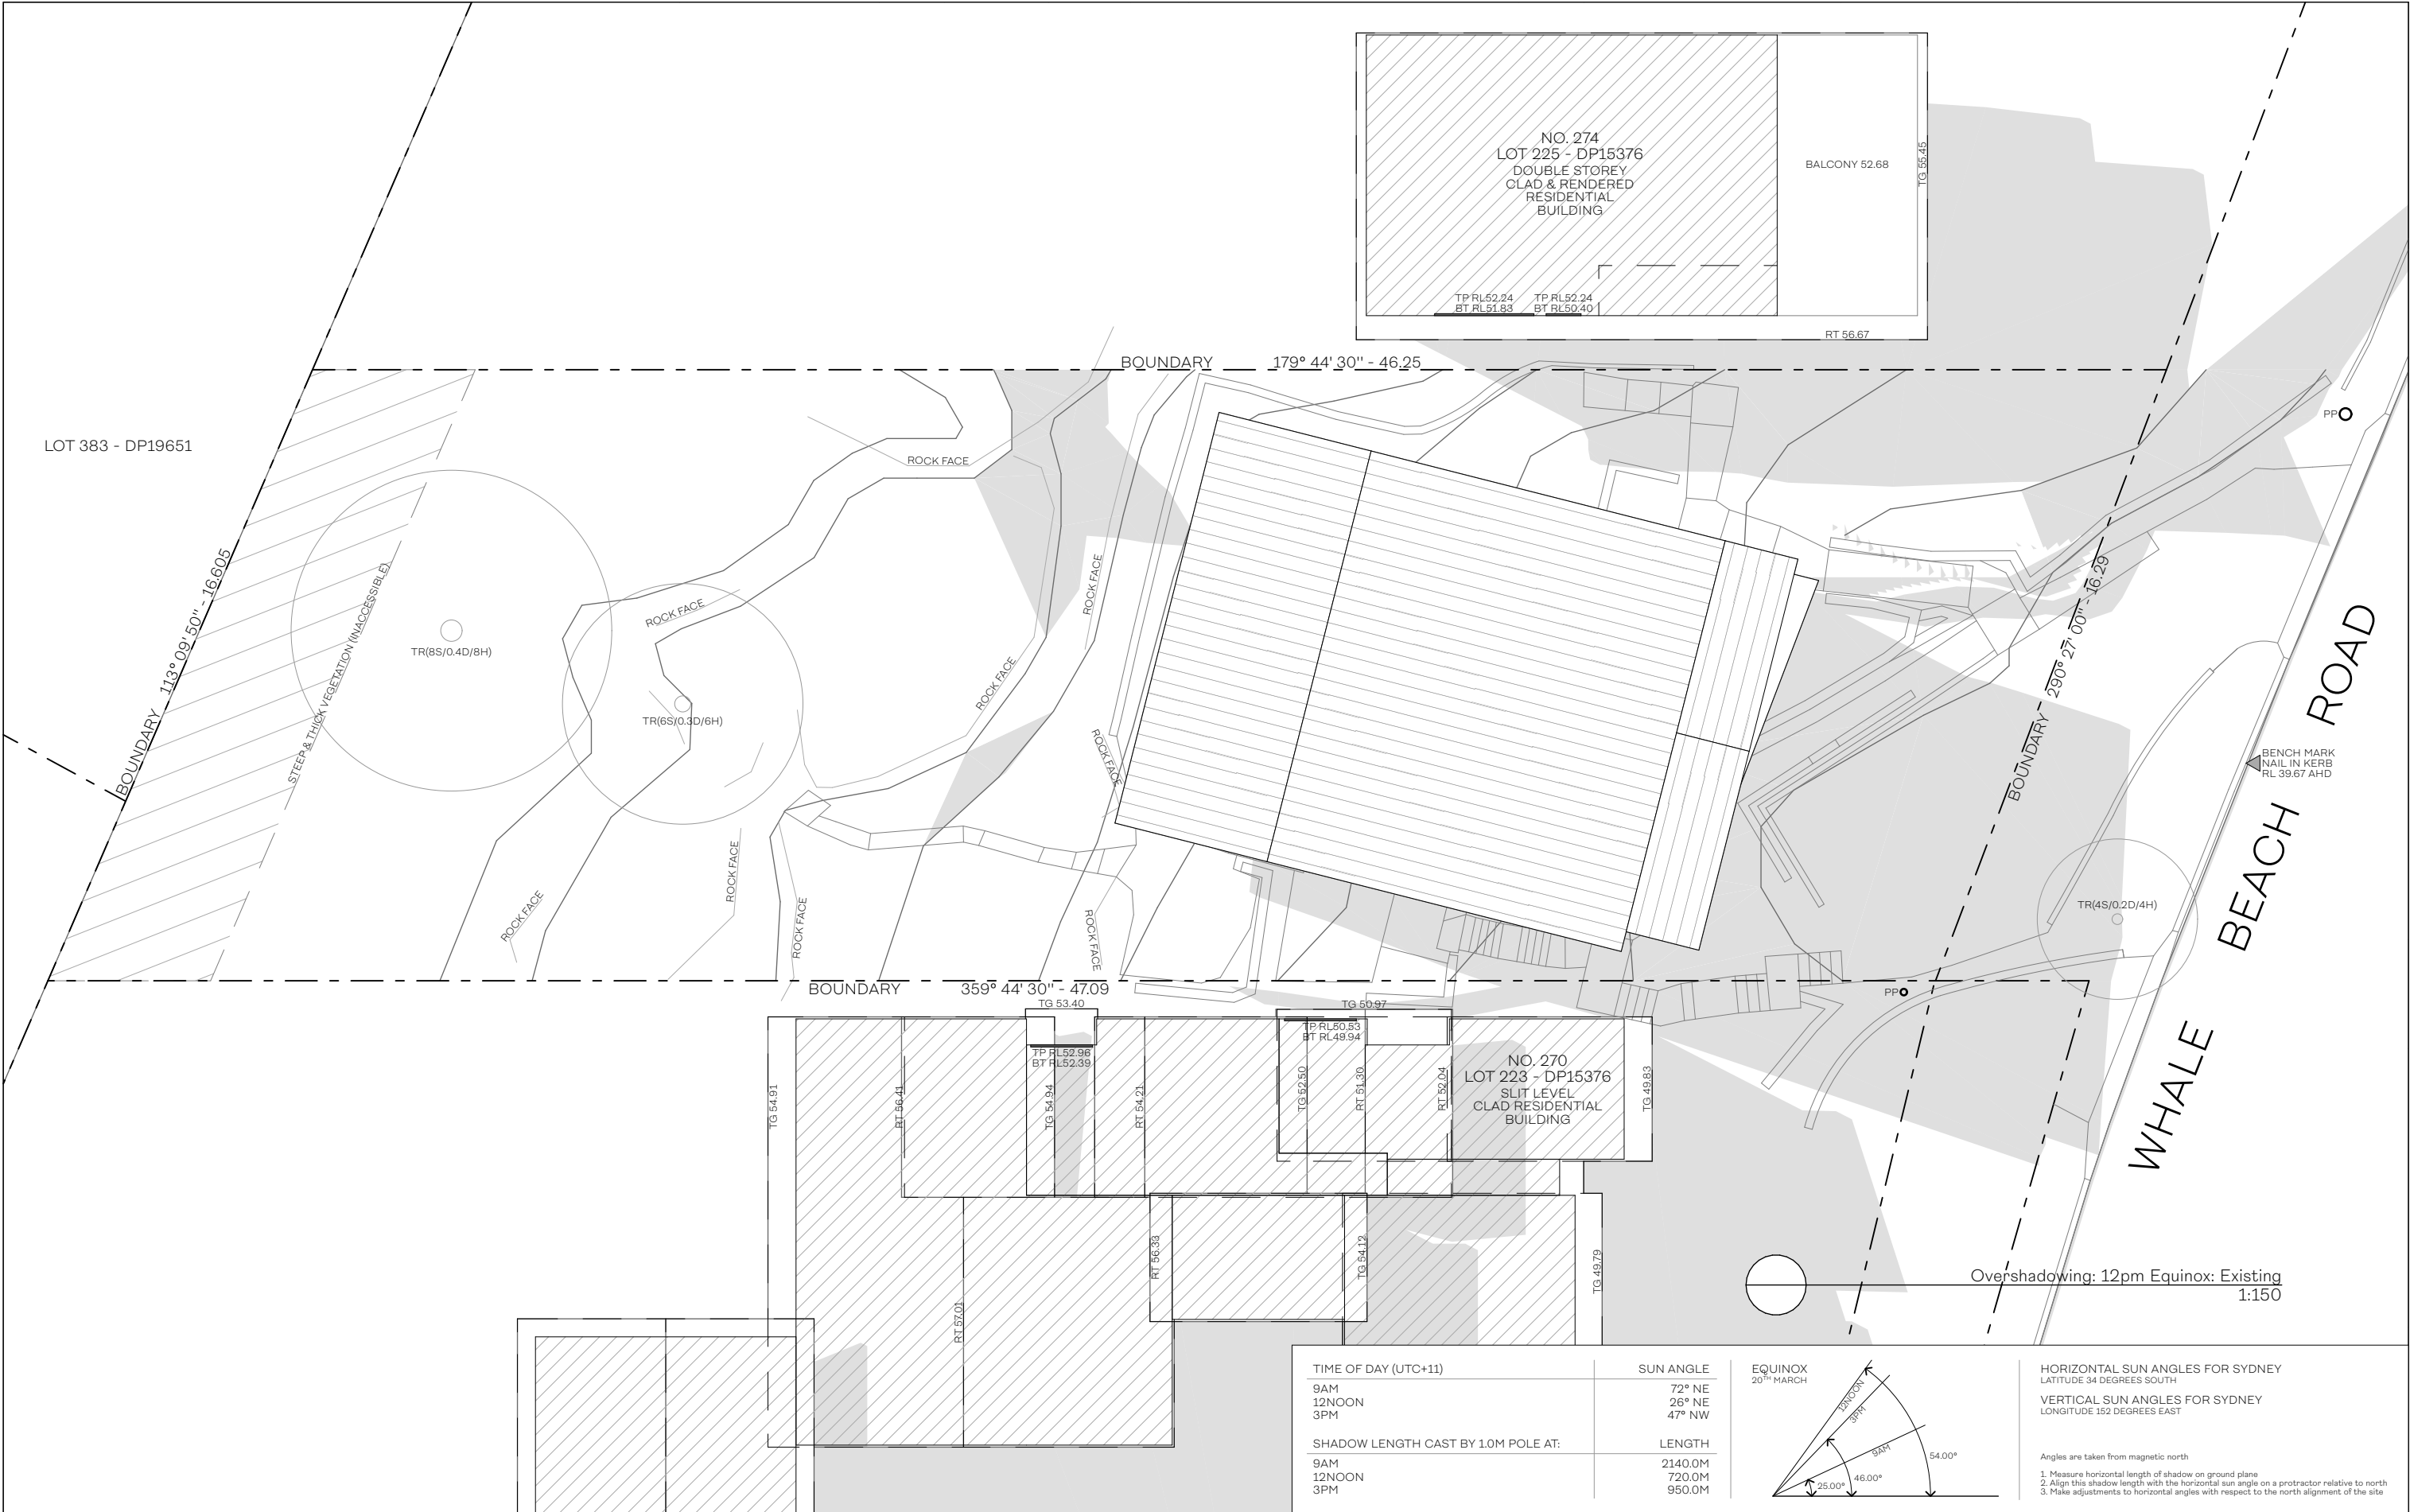 NO. 274
LOT 225 - DP15376
DOUBLE STOREY
CLAD & RENDERED
RESIDENTIAL
BUILDING
BALCONY 52.68
TG 55.45
TP RL52.24
BT RL51.83
TP RL52.24
BT RL50.40
RT 56.67
BOUNDARY 179° 44' 30'' - 46.25
LOT 383 - DP19651
PP
ROCK FACE
ROCK FACE
ROCK FACE
ROCK FACE
ROCK FACE
ROCK FACE
ROCK FACE
ROCK FACE
ROCK FACE
BOUNDARY 113° 09' 50'' - 16.605
STEEP & THICK VEGETATION (INACCESSIBLE)
TR(8S/0.4D/8H)
TR(6S/0.3D/6H)
BOUNDARY 290° 27' 00'' - 16.29
BENCH MARK
NAIL IN KERB
RL 39.67 AHD
WHALE BEACH ROAD
TR(4S/0.2D/4H)
PP
BOUNDARY 359° 44' 30'' - 47.09
TG 53.40
TG 50.97
TP RL52.96
BT RL52.39
TP RL50.53
BT RL49.94
TG 54.91
RT 56.41
TG 54.94
RT 54.21
TG 52.50
RT 51.30
RT 52.04
NO. 270
LOT 223 - DP15376
SLIT LEVEL
CLAD RESIDENTIAL
BUILDING
TG 49.83
RT 56.33
TG 54.12
TG 49.79
RT 57.01
Overshadowing: 12pm Equinox: Existing
1:150
TIME OF DAY (UTC+11) SUN ANGLE
9AM 72° NE
12NOON 26° NE
3PM 47° NW
SHADOW LENGTH CAST BY 1.0M POLE AT: LENGTH
9AM 2140.0M
12NOON 720.0M
3PM 950.0M
EQUINOX
20TH MARCH
12NOON
3PM
9AM
25.00°
46.00°
54.00°
HORIZONTAL SUN ANGLES FOR SYDNEY
LATITUDE 34 DEGREES SOUTH
VERTICAL SUN ANGLES FOR SYDNEY
LONGITUDE 152 DEGREES EAST
Angles are taken from magnetic north
1. Measure horizontal length of shadow on ground plane
2. Align this shadow length with the horizontal sun angle on a protractor relative to north
3. Make adjustments to horizontal angles with respect to the north alignment of the site